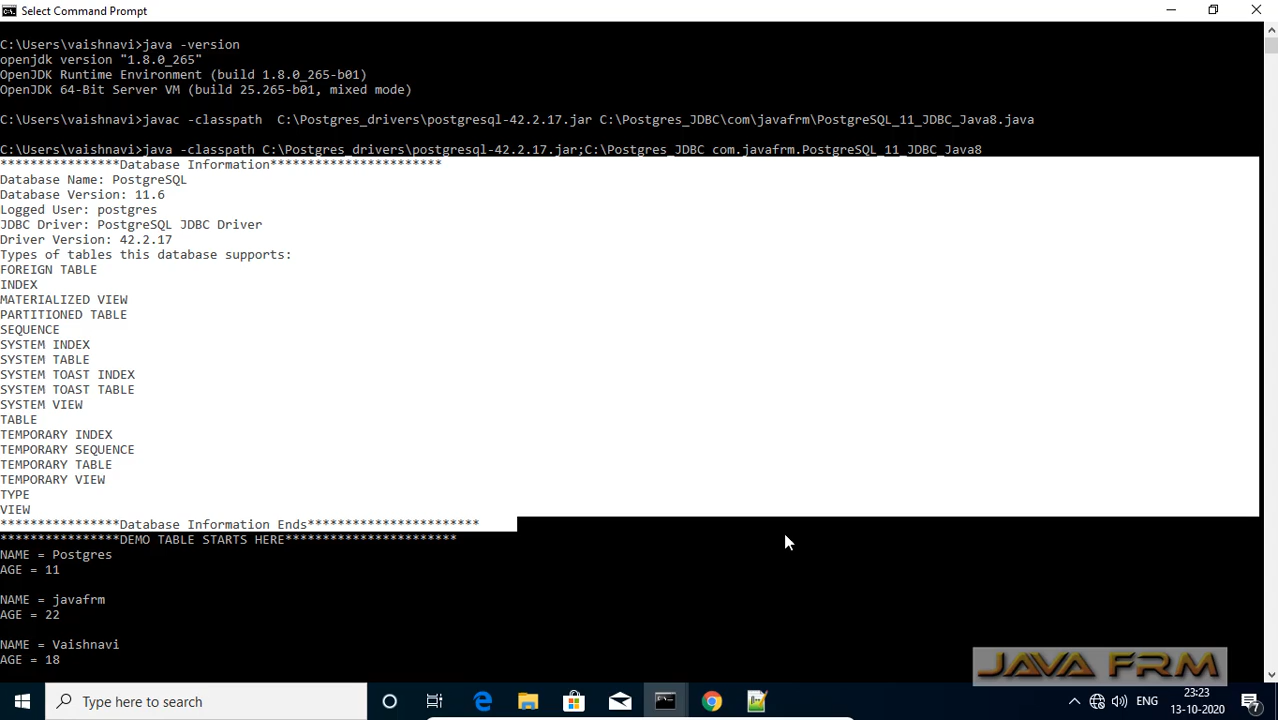 Select Command Prompt
C:\Users\vaishnavi>java -version
openjdk version "1.8.0_265"
OpenJDK Runtime Environment (build 1.8.0_265-b01)
OpenJDK 64-Bit Server VM (build 25.265-b01, mixed mode)
C:\Users\vaishnavi>javac -classpath  C:\Postgres_drivers\postgresql-42.2.17.jar C:\Postgres_JDBC\com\javafrm\PostgreSQL_11_JDBC_Java8.java
C:\Users\vaishnavi>java -classpath C:\Postgres_drivers\postgresql-42.2.17.jar;C:\Postgres_JDBC com.javafrm.PostgreSQL_11_JDBC_Java8
****************Database Information***********************
Database Name: PostgreSQL
Database Version: 11.6
Logged User: postgres
JDBC Driver: PostgreSQL JDBC Driver
Driver Version: 42.2.17
Types of tables this database supports:
FOREIGN TABLE
INDEX
MATERIALIZED VIEW
PARTITIONED TABLE
SEQUENCE
SYSTEM INDEX
SYSTEM TABLE
SYSTEM TOAST INDEX
SYSTEM TOAST TABLE
SYSTEM VIEW
TABLE
TEMPORARY INDEX
TEMPORARY SEQUENCE
TEMPORARY TABLE
TEMPORARY VIEW
TYPE
VIEW
****************Database Information Ends***********************
****************DEMO TABLE STARTS HERE***********************
NAME = Postgres
AGE = 11
NAME = javafrm
AGE = 22
NAME = Vaishnavi
AGE = 18
JAVA FRM
Type here to search
ENG
23:23
13-10-2020
7